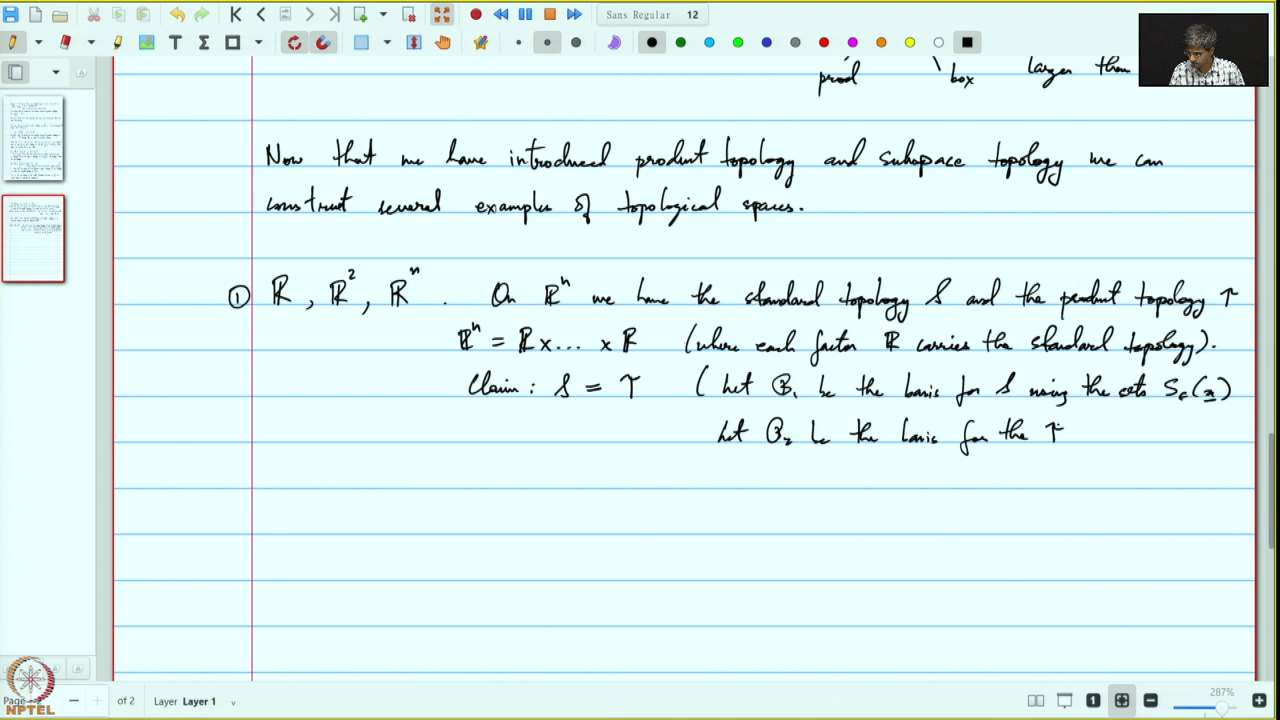 Sans Regular 12
prod box larger than
Now that we have introduced product topology and subspace topology we can
construct several examples of topological spaces.
① ℝ, ℝ², ℝⁿ. On ℝⁿ we have the standard topology S and the product topology T
ℝⁿ = ℝ × ... × ℝ (where each factor ℝ carries the standard topology).
Claim: S = T (Let B₁ be the basis for S using the sets Sε(x)
Let B₂ be the basis for the T
NPTEL
Page
of 2
Layer Layer 1
287%